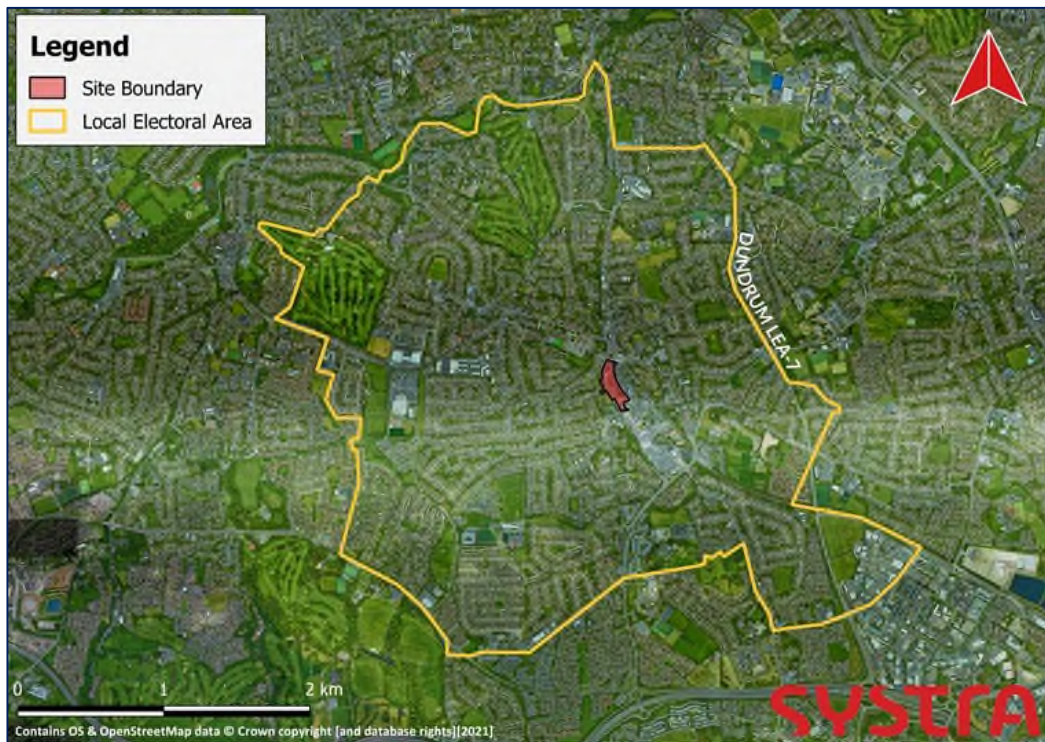 Legend
Site Boundary
Local Electoral Area
DUNDRUM LEA-7
0 1 2 km
SYSTRA
Contains OS & OpenStreetMap data © Crown copyright [and database rights][2021]